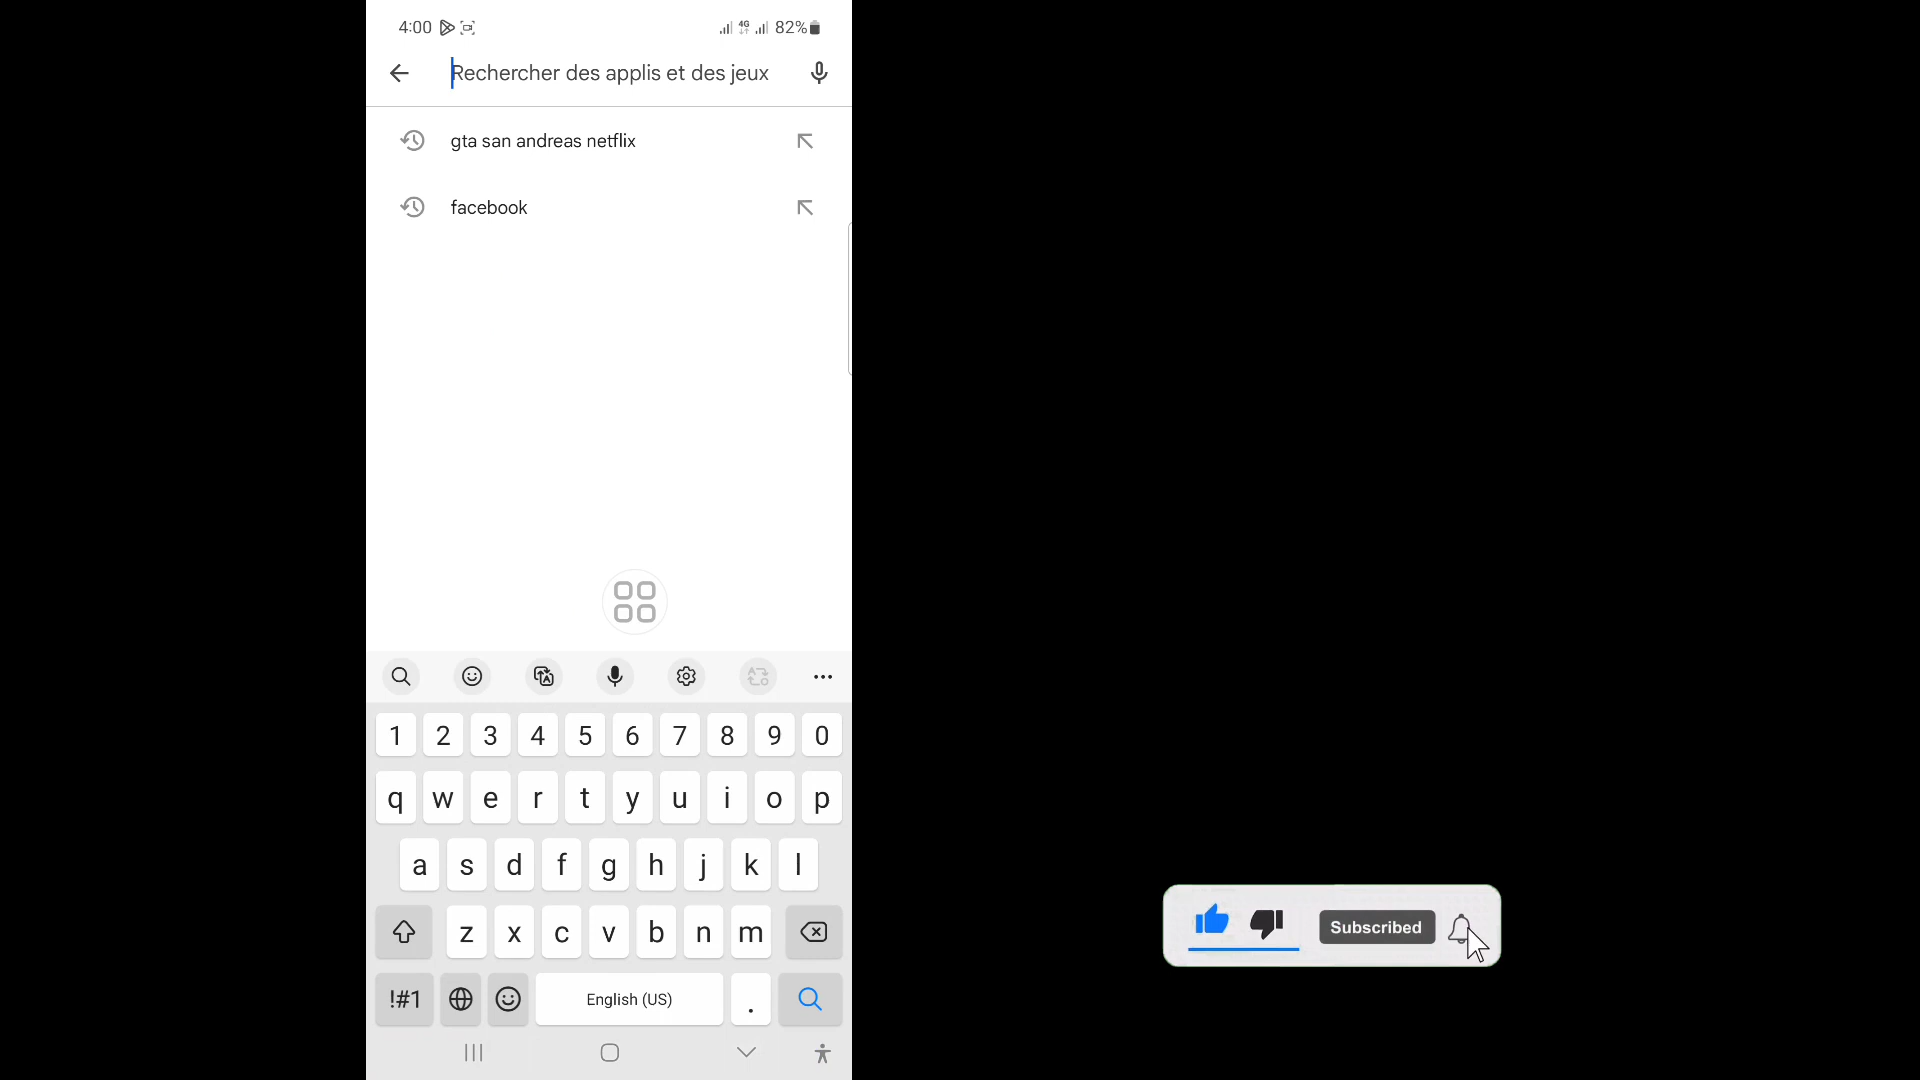 4:00 4G 82%
Rechercher des applis et des jeux
gta san andreas netflix
facebook
1 2 3 4 5 6 7 8 9 0
q w e r t y u i o p
a s d f g h j k l
z x c v b n m
!#1 English (US) .
Subscribed